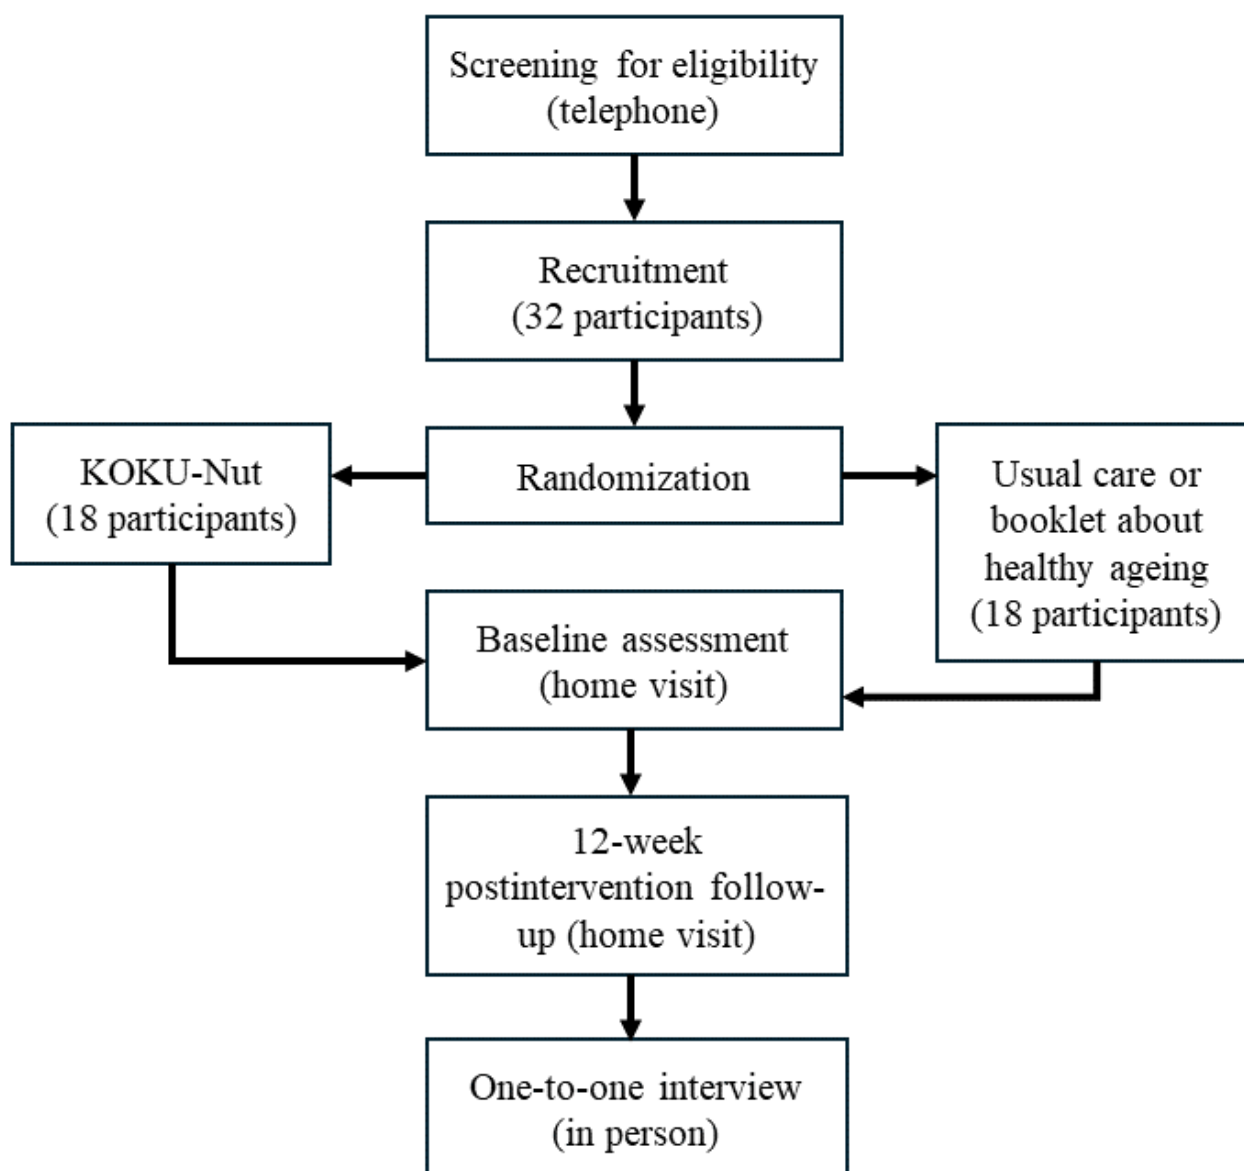 Screening for eligibility
(telephone)
Recruitment
(32 participants)
KOKU-Nut
(18 participants)
Randomization
Usual care or
booklet about
healthy ageing
(18 participants)
Baseline assessment
(home visit)
12-week
postintervention follow-
up (home visit)
One-to-one interview
(in person)